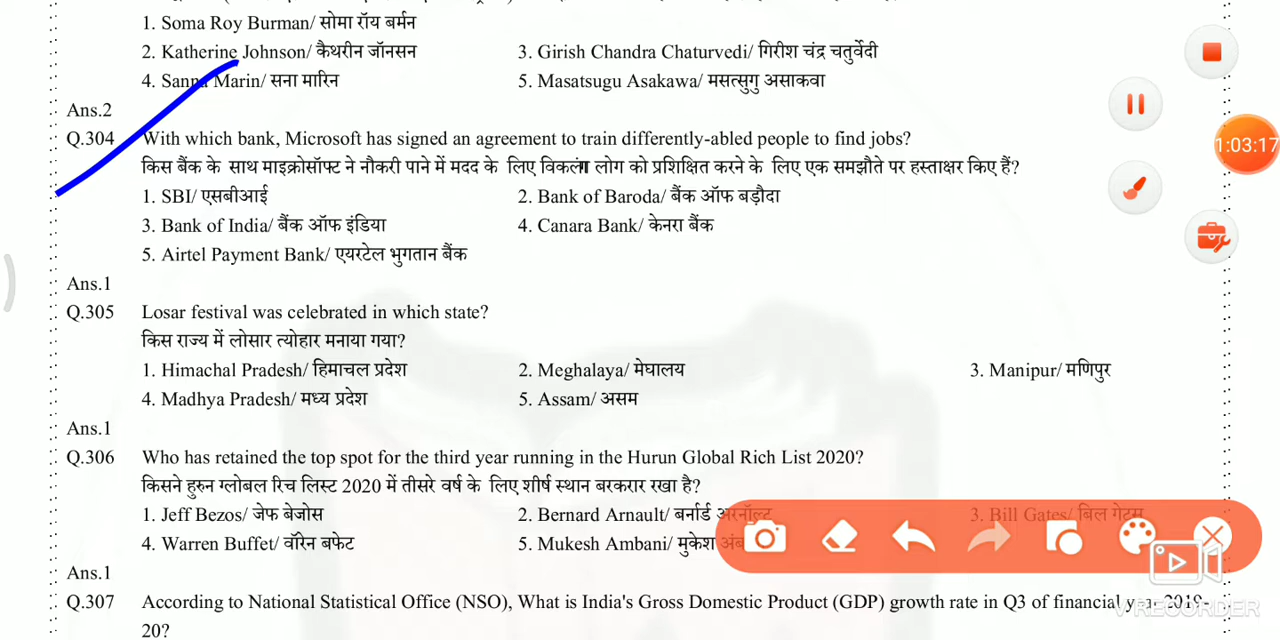 1. Soma Roy Burman/ सोमा रॉय बर्मन
2. Katherine Johnson/ कैथरीन जॉनसन 3. Girish Chandra Chaturvedi/ गिरीश चंद्र चतुर्वेदी
4. Sanna Marin/ सना मारिन 5. Masatsugu Asakawa/ मसत्सुगु असाकवा
Ans.2
Q.304 With which bank, Microsoft has signed an agreement to train differently-abled people to find jobs?
किस बैंक के साथ माइक्रोसॉफ्ट ने नौकरी पाने में मदद के लिए विकलांग लोग को प्रशिक्षित करने के लिए एक समझौते पर हस्ताक्षर किए हैं?
1. SBI/ एसबीआई 2. Bank of Baroda/ बैंक ऑफ बड़ौदा
3. Bank of India/ बैंक ऑफ इंडिया 4. Canara Bank/ केनरा बैंक
5. Airtel Payment Bank/ एयरटेल भुगतान बैंक
Ans.1
Q.305 Losar festival was celebrated in which state?
किस राज्य में लोसार त्योहार मनाया गया?
1. Himachal Pradesh/ हिमाचल प्रदेश 2. Meghalaya/ मेघालय 3. Manipur/ मणिपुर
4. Madhya Pradesh/ मध्य प्रदेश 5. Assam/ असम
Ans.1
Q.306 Who has retained the top spot for the third year running in the Hurun Global Rich List 2020?
किसने हुरुन ग्लोबल रिच लिस्ट 2020 में तीसरे वर्ष के लिए शीर्ष स्थान बरकरार रखा है?
1. Jeff Bezos/ जेफ बेजोस 2. Bernard Arnault/ बर्नार्ड अरनॉल्ट 3. Bill Gates/ बिल गेट्स
4. Warren Buffet/ वॉरेन बफेट 5. Mukesh Ambani/ मुकेश
Ans.1
Q.307 According to National Statistical Office (NSO), What is India's Gross Domestic Product (GDP) growth rate in Q3 of financial year 2019-
20?
1:03:17
VRECORDER